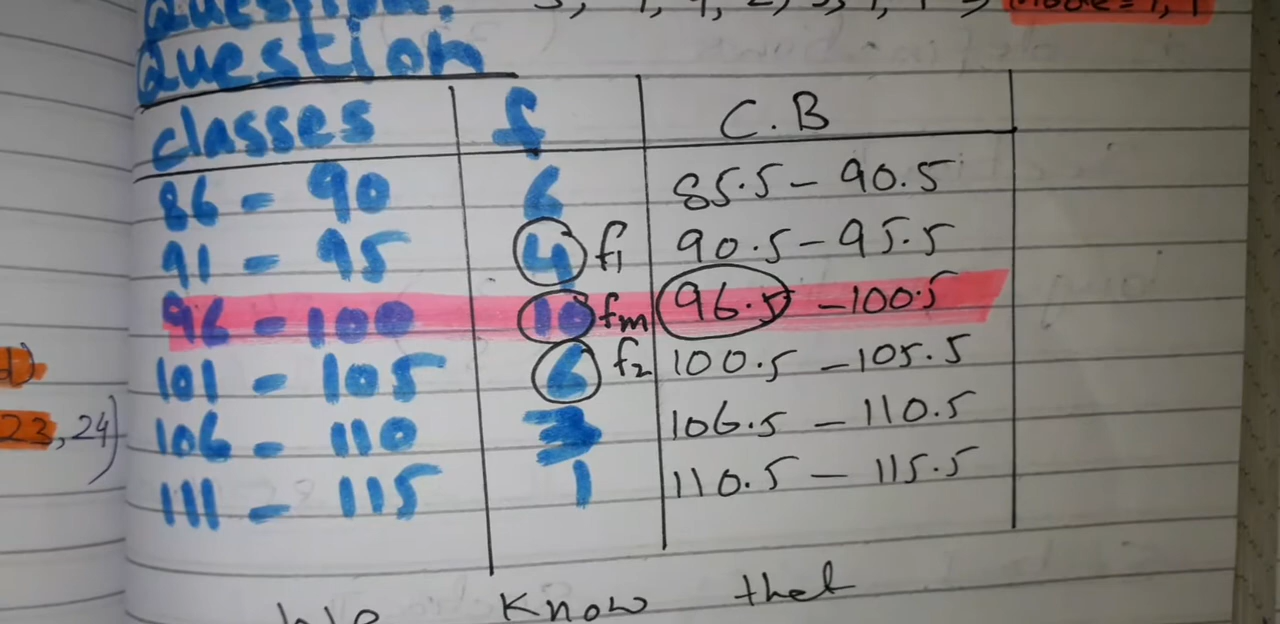 Question
classes f C.B
86 - 90 6 85.5 - 90.5
91 - 95 4 f1 90.5 - 95.5
96 - 100 10 fm 96.5 - 100.5
101 - 105 6 f2 100.5 - 105.5
23, 24) 106 - 110 3 106.5 - 110.5
111 - 115 1 110.5 - 115.5
We Know that